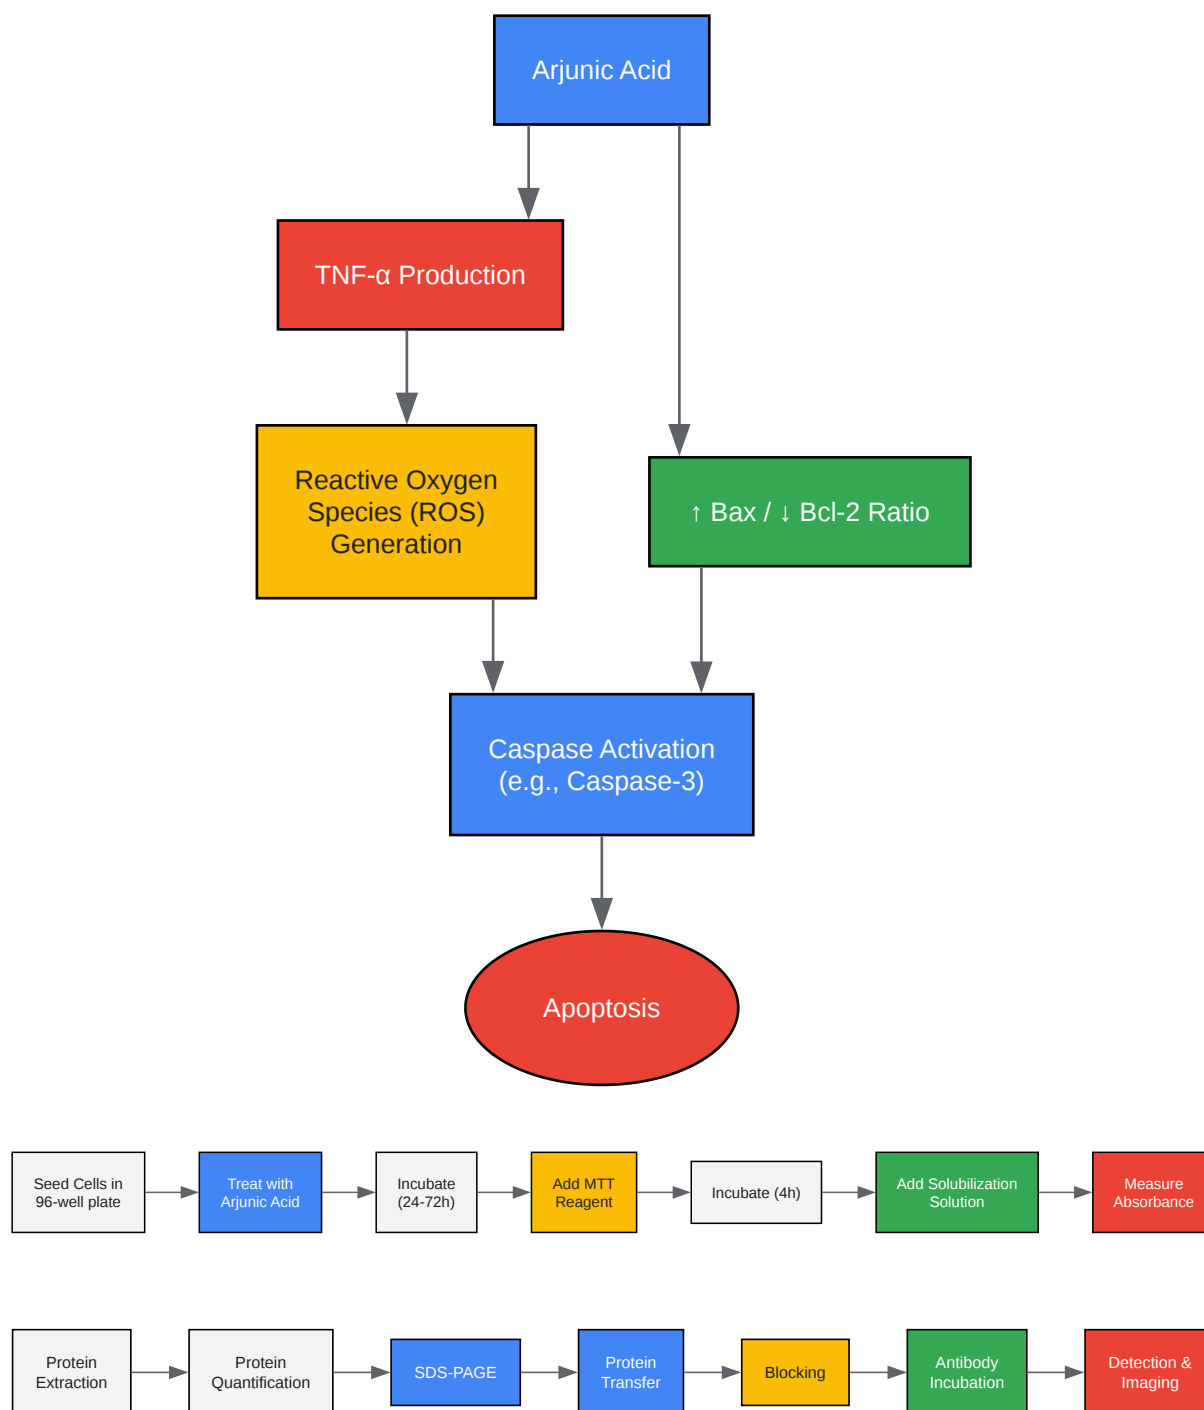 Arjunic Acid
TNF-α Production
Reactive Oxygen
Species (ROS)
Generation
↑ Bax / ↓ Bcl-2 Ratio
Caspase Activation
(e.g., Caspase-3)
Apoptosis
Seed Cells in
96-well plate
Treat with
Arjunic Acid
Incubate
(24-72h)
Add MTT
Reagent
Incubate (4h)
Add Solubilization
Solution
Measure
Absorbance
Protein
Extraction
Protein
Quantification
SDS-PAGE
Protein
Transfer
Blocking
Antibody
Incubation
Detection &
Imaging